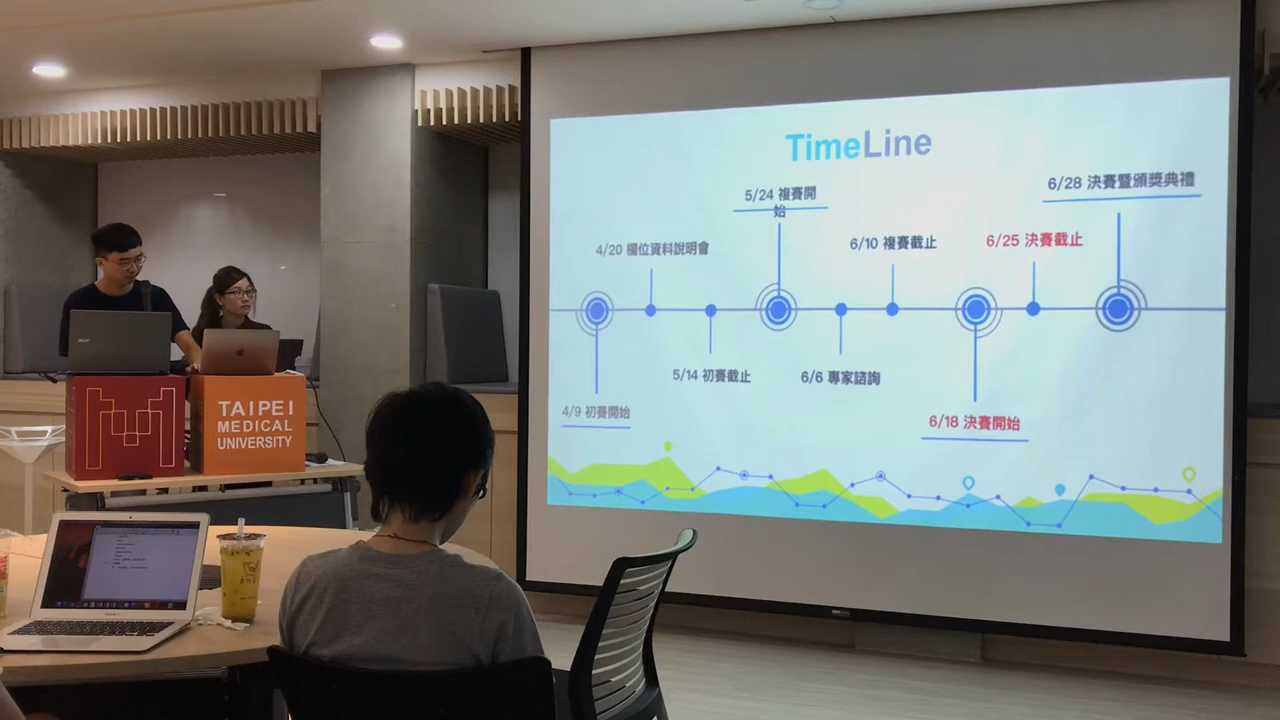 TimeLine
5/24 複賽開
始
6/28 決賽暨頒獎典禮
4/20 欄位資料說明會
6/10 複賽截止
6/25 決賽截止
5/14 初賽截止
6/6 專家諮詢
4/9 初賽開始
6/18 決賽開始
TAIPEI
MEDICAL
UNIVERSITY
acer